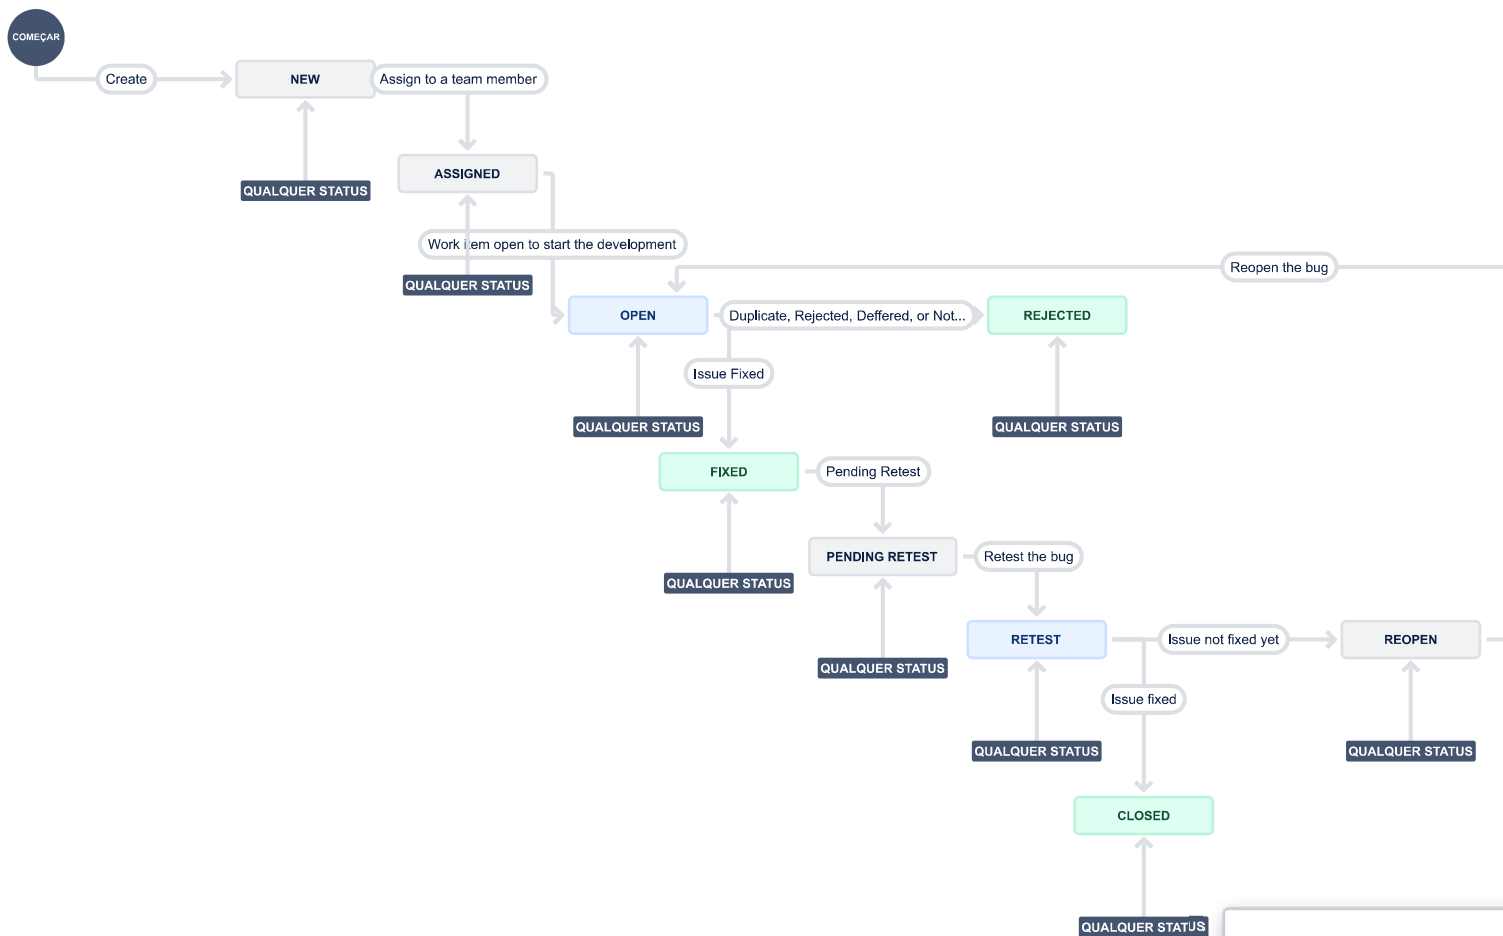 COMEÇAR
Create
NEW
Assign to a team member
ASSIGNED
QUALQUER STATUS
Work item open to start the development
Reopen the bug
QUALQUER STATUS
OPEN
Duplicate, Rejected, Deffered, or Not...
REJECTED
Issue Fixed
QUALQUER STATUS
QUALQUER STATUS
FIXED
Pending Retest
PENDING RETEST
Retest the bug
QUALQUER STATUS
RETEST
Issue not fixed yet
REOPEN
QUALQUER STATUS
Issue fixed
QUALQUER STATUS
QUALQUER STATUS
CLOSED
QUALQUER STATUS